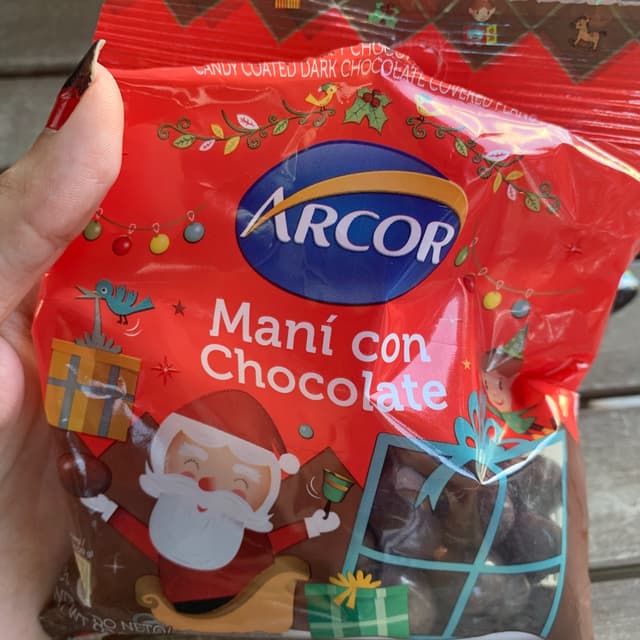 CANDY COATED DARK CHOCOLATE COVERED
ARCOR
Maní con
Chocolate